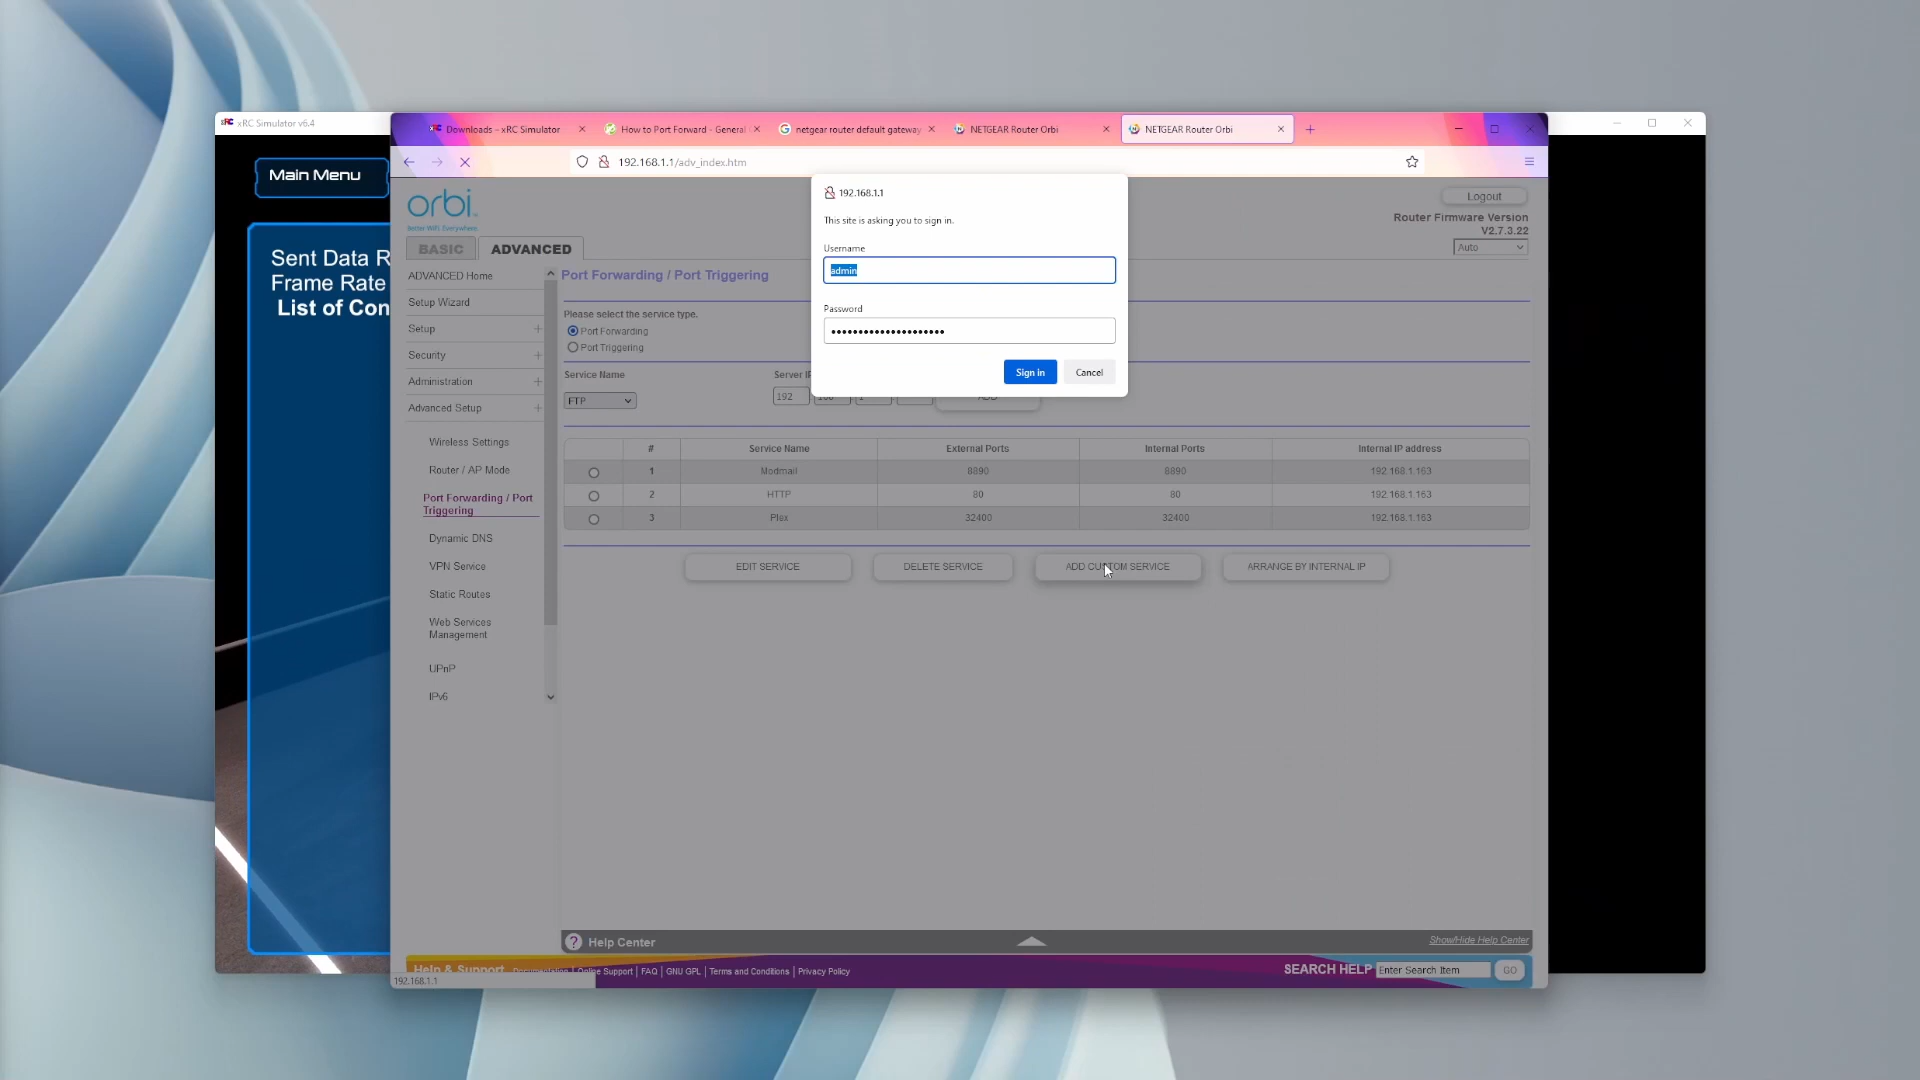 xRC Simulator v6.4
Downloads – xRC Simulator
How to Port Forward - General
netgear router default gateway
NETGEAR Router Orbi
NETGEAR Router Orbi
192.168.1.1/adv_index.htm
Main Menu
Sent Data R
Frame Rate
List of Con
orbi
Better WiFi. Everywhere.
Logout
Router Firmware Version
V2.7.3.22
Auto
BASIC
ADVANCED
192.168.1.1
This site is asking you to sign in.
Username
admin
Password
Sign in
Cancel
ADVANCED Home
Setup Wizard
Setup
Security
Administration
Advanced Setup
Wireless Settings
Router / AP Mode
Port Forwarding / Port
Triggering
Dynamic DNS
VPN Service
Static Routes
Web Services
Management
UPnP
IPv6
Port Forwarding / Port Triggering
Please select the service type.
Port Forwarding
Port Triggering
Service Name Server IP
FTP 192
# Service Name External Ports Internal Ports Internal IP address
1 Modmail 8890 8890 192.168.1.163
2 HTTP 80 80 192.168.1.163
3 Plex 32400 32400 192.168.1.163
EDIT SERVICE DELETE SERVICE ADD CUSTOM SERVICE ARRANGE BY INTERNAL IP
? Help Center Show/Hide Help Center
Help & Support Documentation | Online Support | FAQ | GNU GPL | Terms and Conditions | Privacy Policy SEARCH HELP Enter Search Item GO
192.168.1.1